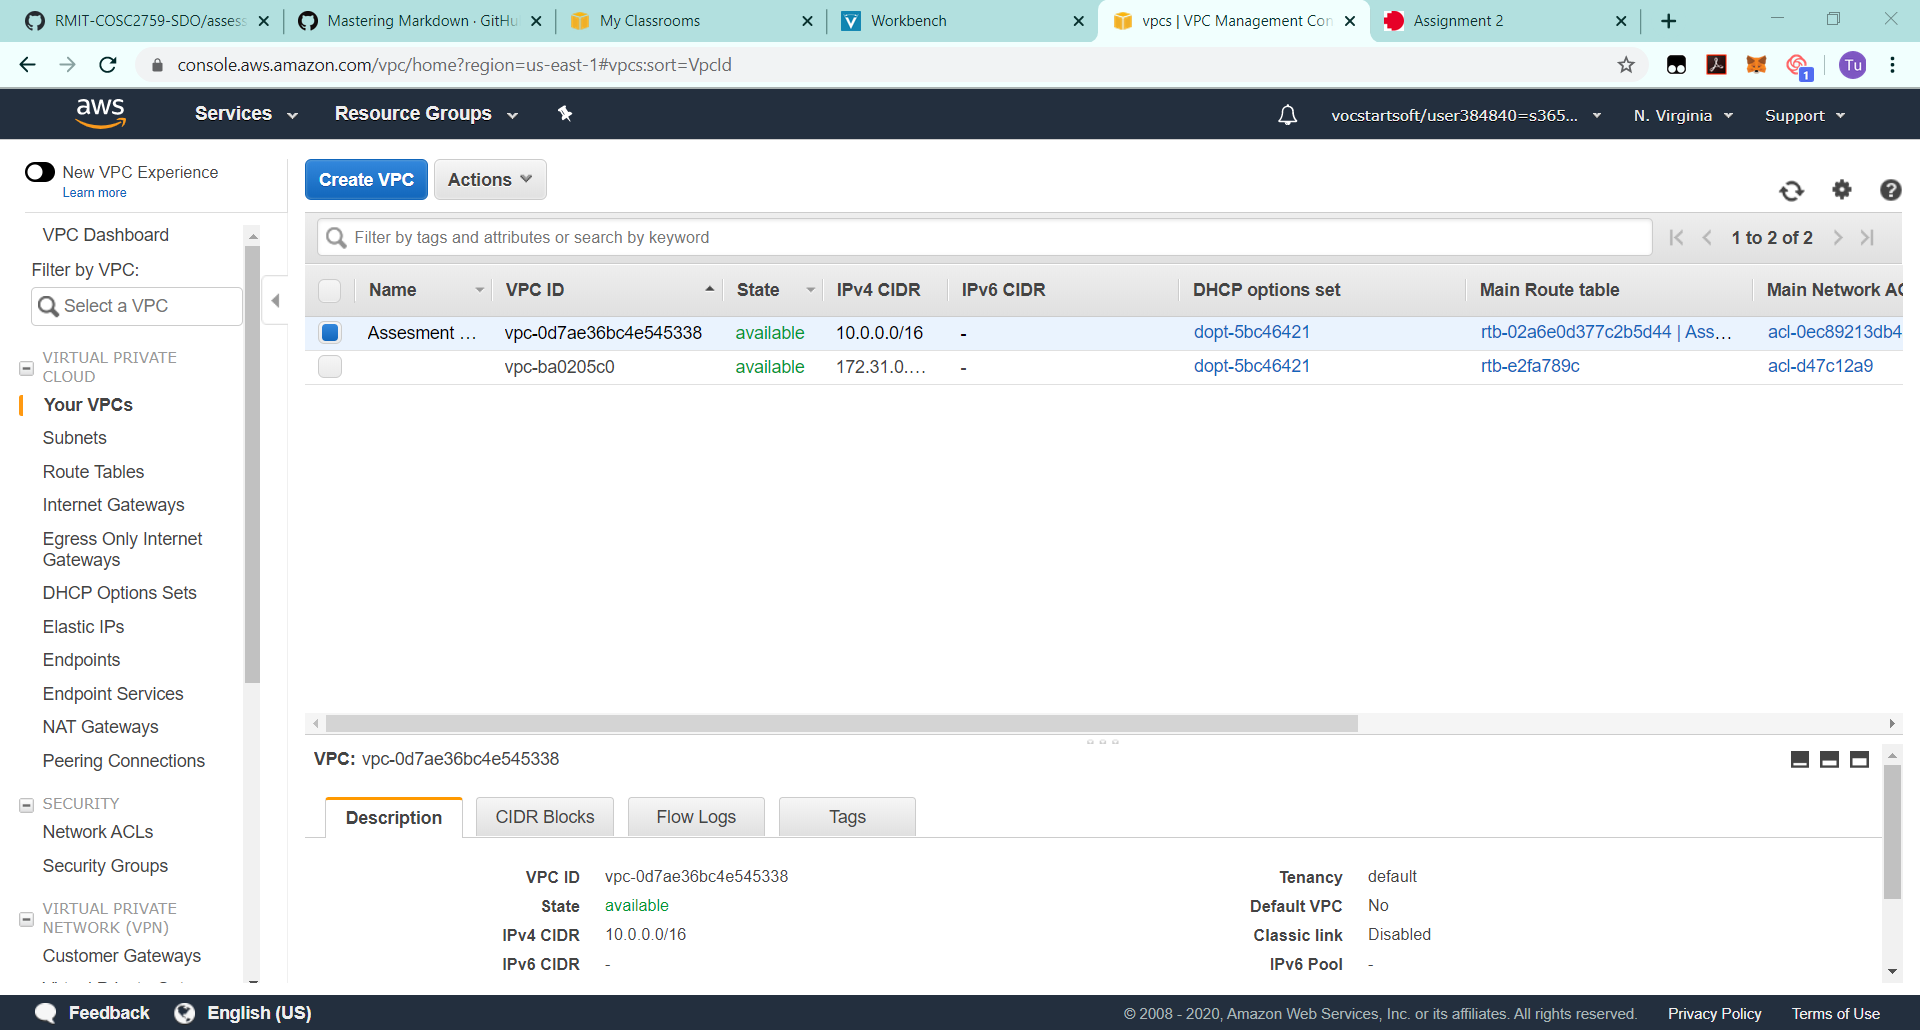 RMIT-COSC2759-SDO/assess
Mastering Markdown · GitHu
My Classrooms
Workbench
vpcs | VPC Management Con
Assignment 2
console.aws.amazon.com/vpc/home?region=us-east-1#vpcs:sort=VpcId
1
Tu
aws
Services
Resource Groups
vocstartsoft/user384840=s365...
N. Virginia
Support
New VPC Experience
Learn more
Create VPC
Actions
VPC Dashboard
Filter by VPC:
Select a VPC
Filter by tags and attributes or search by keyword
1 to 2 of 2
Name
VPC ID
State
IPv4 CIDR
IPv6 CIDR
DHCP options set
Main Route table
Main Network AC
Assesment ...
vpc-0d7ae36bc4e545338
available
10.0.0.0/16
-
dopt-5bc46421
rtb-02a6e0d377c2b5d44 | Ass...
acl-0ec89213db4
vpc-ba0205c0
available
172.31.0....
-
dopt-5bc46421
rtb-e2fa789c
acl-d47c12a9
VIRTUAL PRIVATE
CLOUD
Your VPCs
Subnets
Route Tables
Internet Gateways
Egress Only Internet
Gateways
DHCP Options Sets
Elastic IPs
Endpoints
Endpoint Services
NAT Gateways
Peering Connections
SECURITY
Network ACLs
Security Groups
VIRTUAL PRIVATE
NETWORK (VPN)
Customer Gateways
VPC: vpc-0d7ae36bc4e545338
Description
CIDR Blocks
Flow Logs
Tags
VPC ID vpc-0d7ae36bc4e545338
State available
IPv4 CIDR 10.0.0.0/16
IPv6 CIDR -
Tenancy default
Default VPC No
Classic link Disabled
IPv6 Pool -
Feedback
English (US)
© 2008 - 2020, Amazon Web Services, Inc. or its affiliates. All rights reserved.
Privacy Policy
Terms of Use